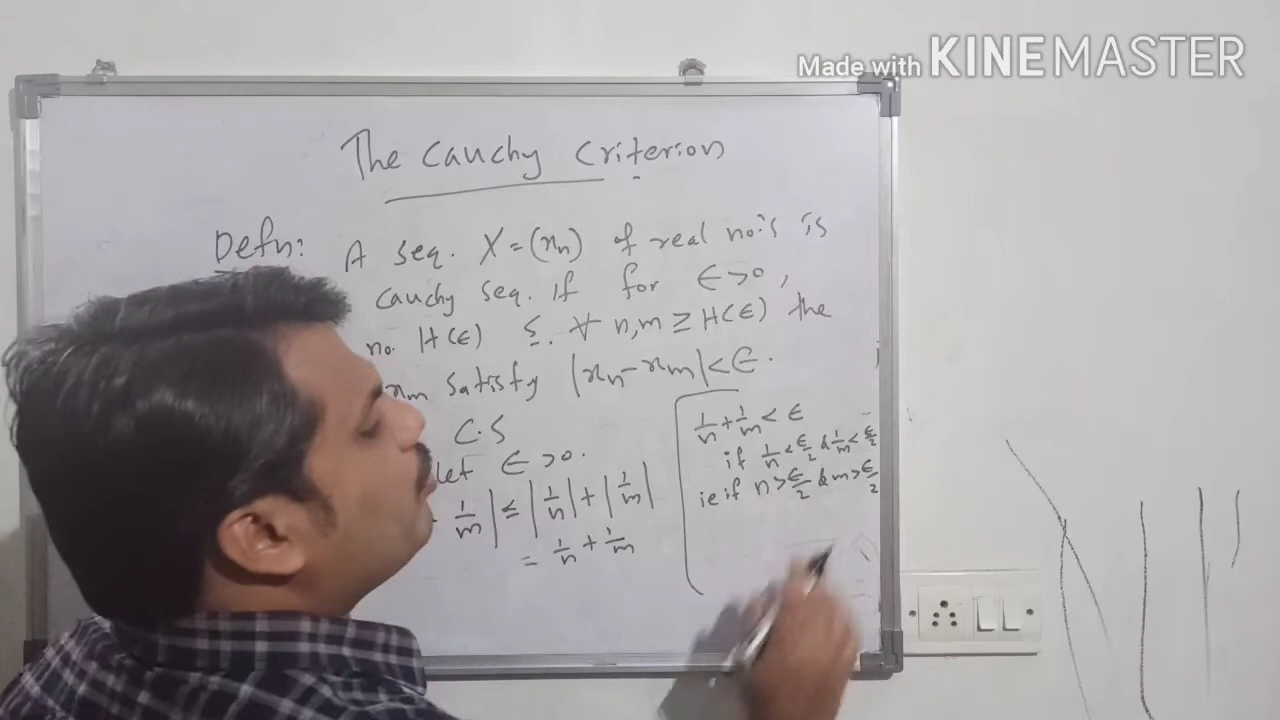 Made with KINEMASTER
The Cauchy Criterion
Defn: A seq. X = (xn) of real no:s is
cauchy seq. if for ϵ>0,
no. H(ϵ) s. ∀ n,m ≥ H(ϵ) the
xm satisfy |xn-xm|<ϵ.
C.S
let ϵ>0.
1/m| ≤ |1/n| + |1/m|
= 1/n + 1/m
1/n + 1/m < ϵ
if 1/n < ϵ/2 & 1/m < ϵ/2
ie if n > ϵ/2 & m > ϵ/2